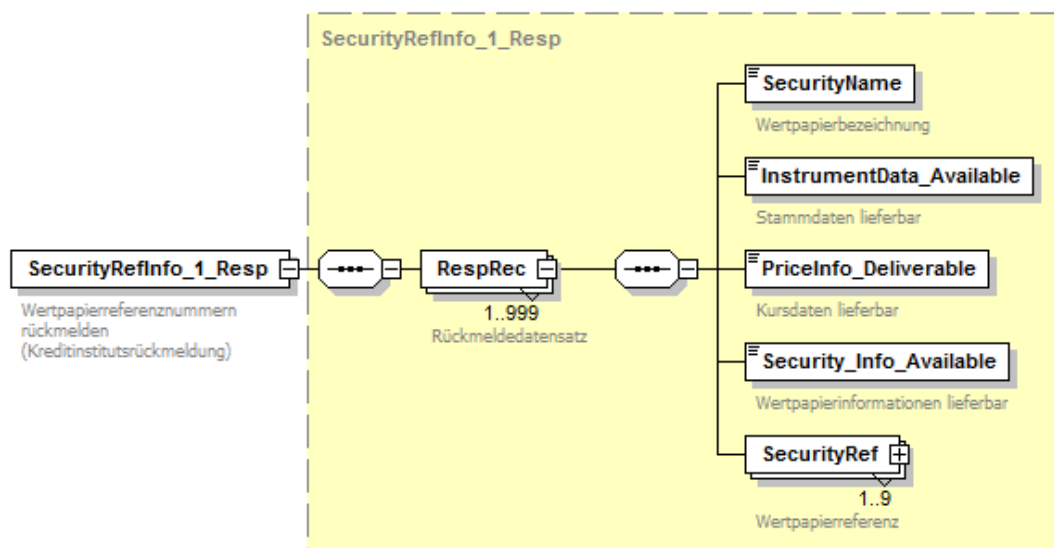 SecurityRefInfo_1_Resp
SecurityName
Wertpapierbezeichnung
InstrumentData_Available
Stammdaten lieferbar
SecurityRefInfo_1_Resp
Wertpapierreferenznummern
rückmelden
(Kreditinstitutsrückmeldung)
RespRec
1..999
Rückmeldedatensatz
PriceInfo_Deliverable
Kursdaten lieferbar
Security_Info_Available
Wertpapierinformationen lieferbar
SecurityRef
1..9
Wertpapierreferenz